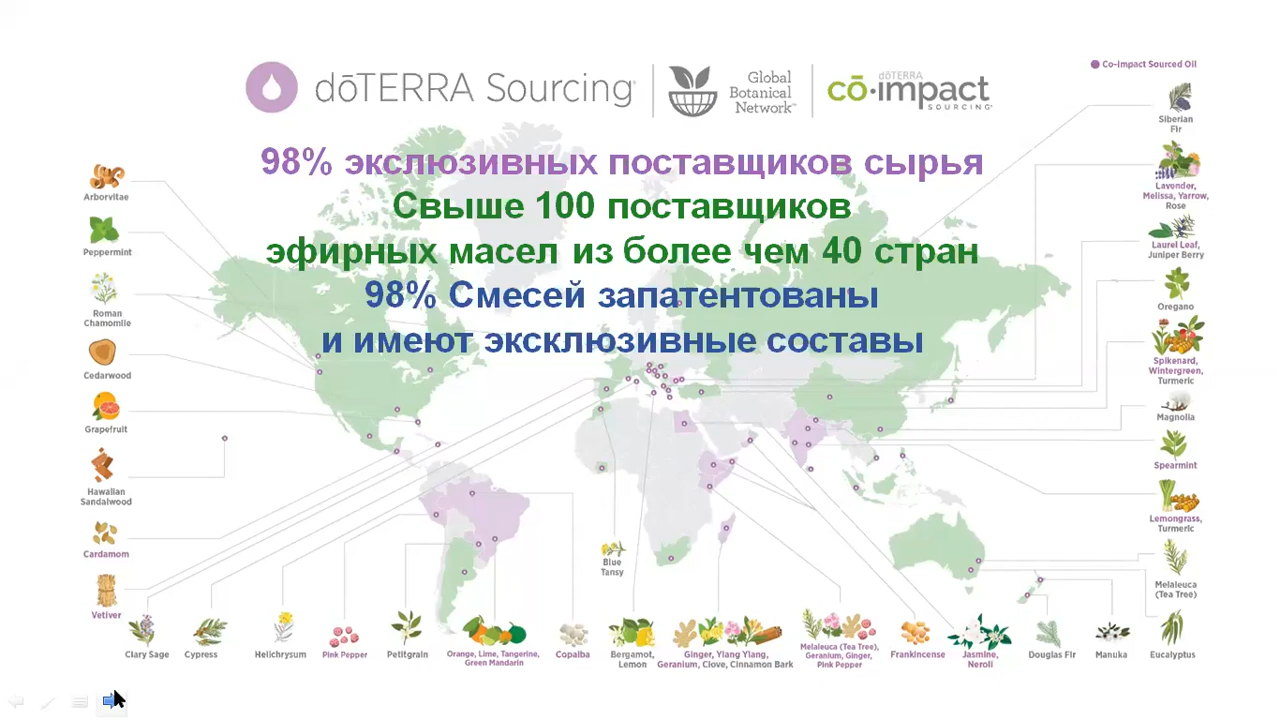 dōTERRA Sourcing
Global
Botanical
Network™
dōTERRA
cō·impact
SOURCING
Co-Impact Sourced Oil
98% экслюзивных поставщиков сырья
Свыше 100 поставщиков
эфирных масел из более чем 40 стран
98% Смесей запатентованы
и имеют эксклюзивные составы
Arborvitae
Peppermint
Roman
Chamomile
Cedarwood
Grapefruit
Hawaiian
Sandalwood
Cardamom
Vetiver
Siberian
Fir
Lavender,
Melissa, Yarrow,
Rose
Laurel Leaf,
Juniper Berry
Oregano
Spikenard,
Wintergreen,
Turmeric
Magnolia
Spearmint
Lemongrass,
Turmeric
Melaleuca
(Tea Tree)
Blue
Tansy
Clary Sage
Cypress
Helichrysum
Pink Pepper
Petitgrain
Orange, Lime, Tangerine,
Green Mandarin
Copaiba
Bergamot,
Lemon
Ginger, Ylang Ylang,
Geranium, Clove, Cinnamon Bark
Melaleuca (Tea Tree),
Geranium, Ginger,
Pink Pepper
Frankincense
Jasmine,
Neroli
Douglas Fir
Manuka
Eucalyptus